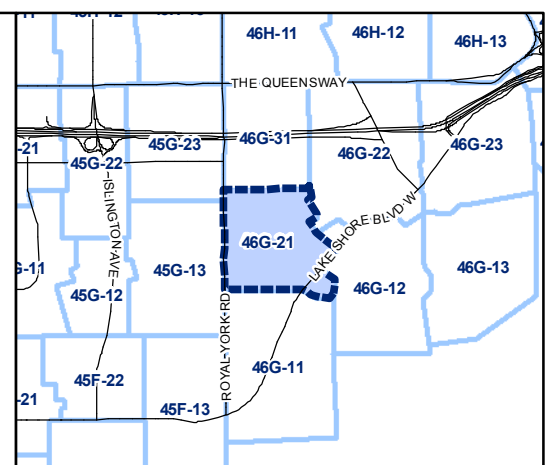 46H-11
46H-12
46H-13
THE QUEENSWAY
-21
45G-23
46G-31
45G-22
46G-22
46G-23
ISLINGTON AVE
LAKE SHORE BLVD W
46G-21
45G-13
46G-12
46G-13
G-11
45G-12
ROYAL YORK RD
46G-11
45F-22
-21
45F-13